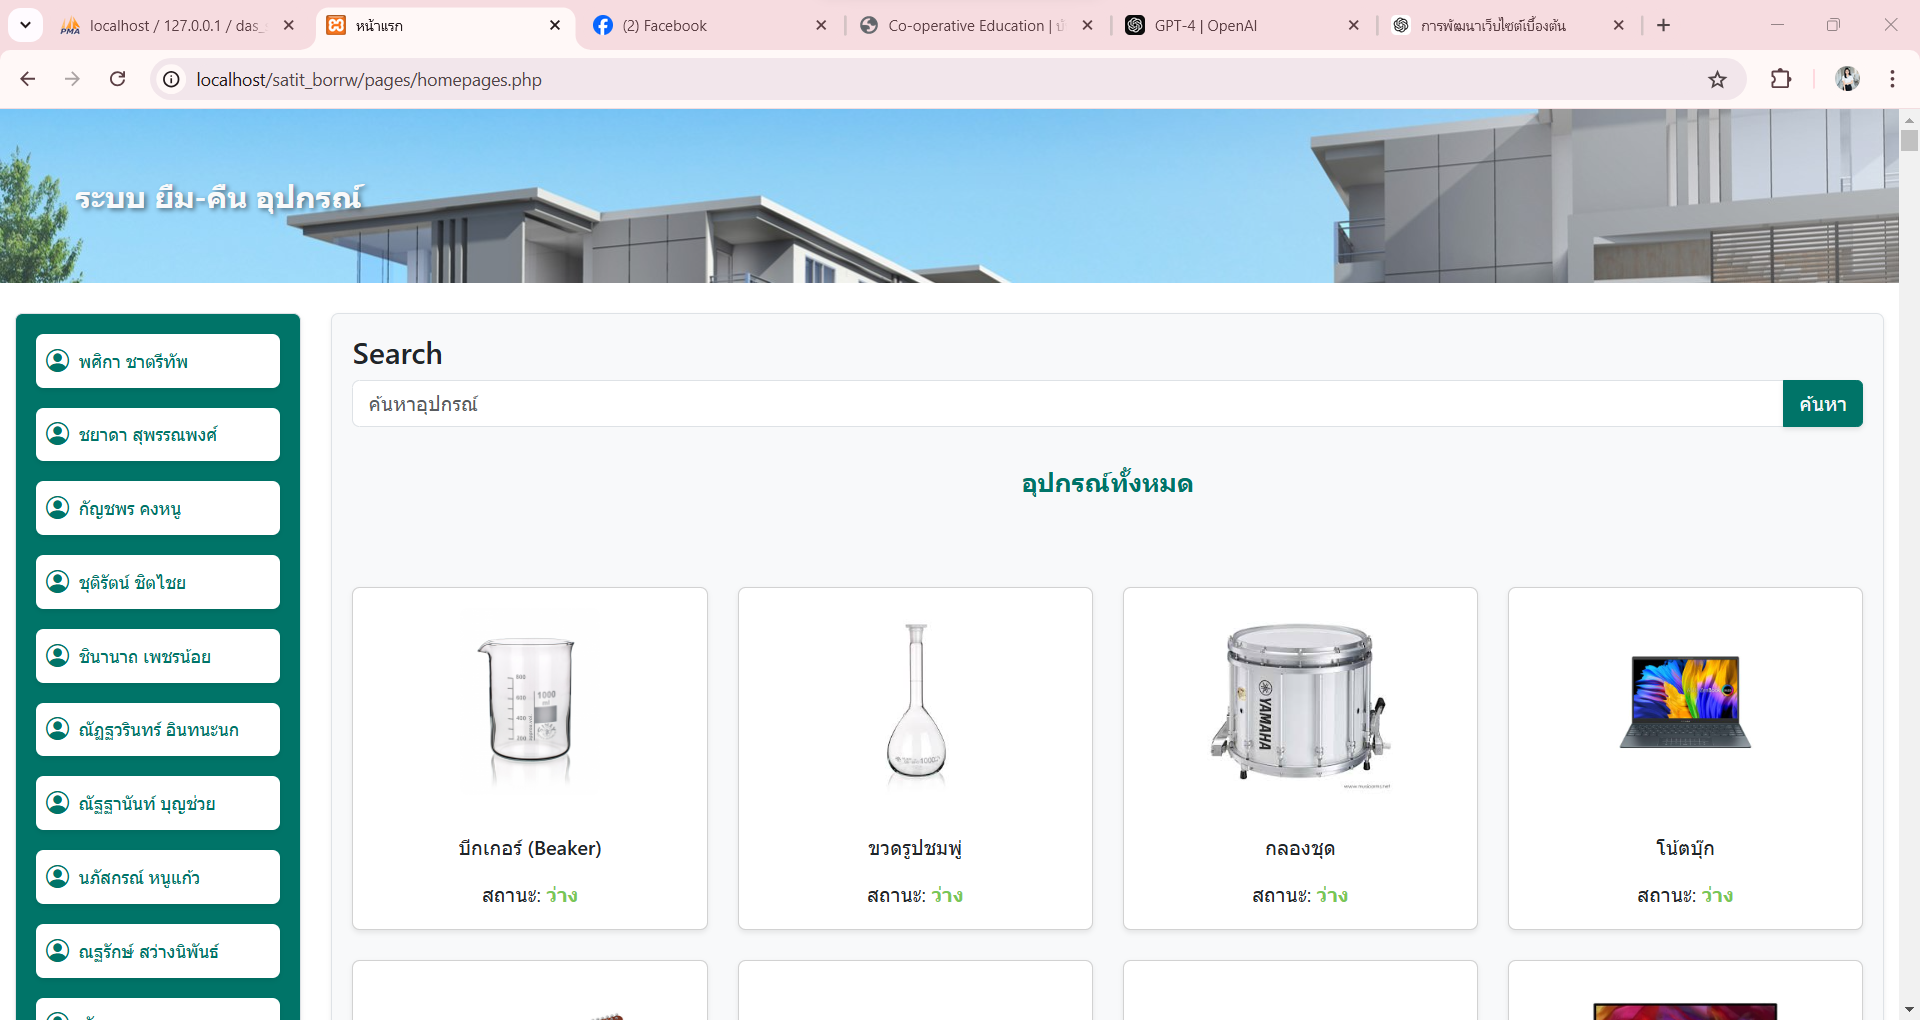 localhost / 127.0.0.1 / das_
หน้าแรก
(2) Facebook
Co-operative Education | ป
GPT-4 | OpenAI
การพัฒนาเว็บไซต์เบื้องต้น
localhost/satit_borrw/pages/homepages.php
ระบบ ยืม-คืน อุปกรณ์
พศิกา ชาตรีทัพ
ชยาดา สุพรรณพงศ์
กัญชพร คงหนู
ชุติรัตน์ ชิตไชย
ชินานาถ เพชรน้อย
ณัฏฐวรินทร์ อินทนะนก
ณัฐฐานันท์ บุญช่วย
นภัสกรณ์ หนูแก้ว
ณฐรักษ์ สว่างนิพันธ์
Search
ค้นหาอุปกรณ์
ค้นหา
อุปกรณ์ทั้งหมด
1000
YAMAHA
บีกเกอร์ (Beaker)
สถานะ: ว่าง
ขวดรูปชมพู่
สถานะ: ว่าง
กลองชุด
สถานะ: ว่าง
โน้ตบุ๊ก
สถานะ: ว่าง